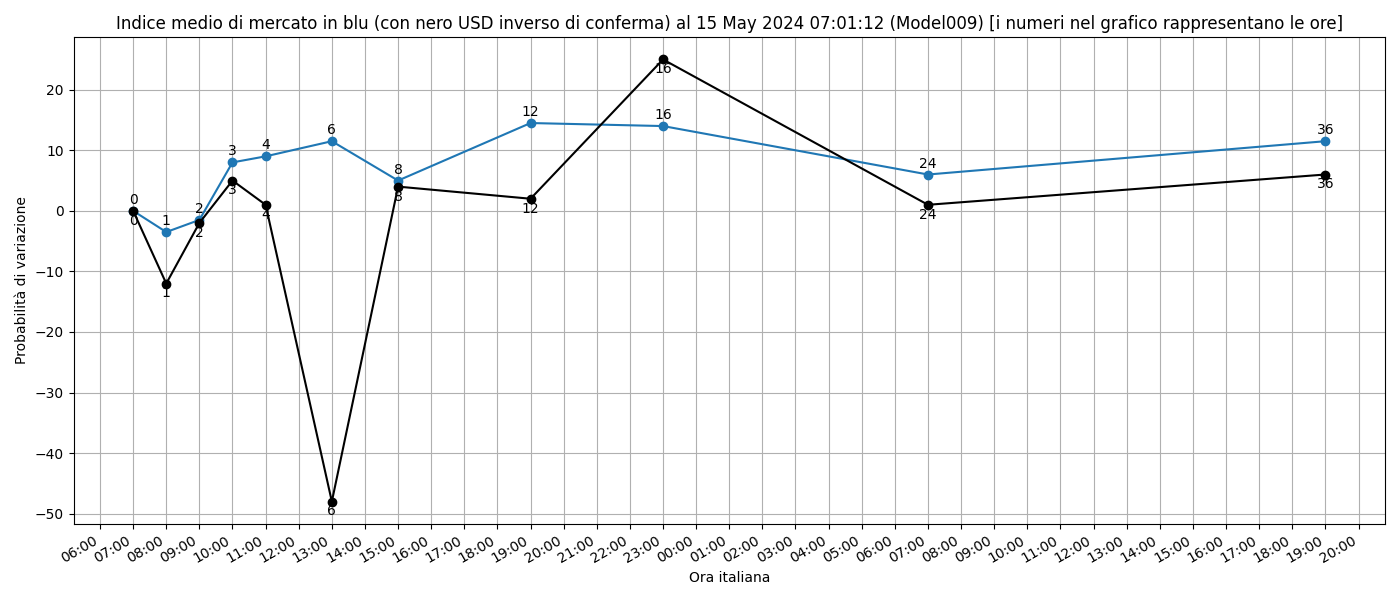 Indice medio di mercato in blu (con nero USD inverso di conferma) al 15 May 2024 07:01:12 (Model009) [i numeri nel grafico rappresentano le ore]
Probabilità di variazione
20
10
0
−10
−20
−30
−40
−50
0 1 2 3 4 6 8 12 16 24 36
0 1 2 3 4 6 8 12 16 24 36
06:00 07:00 08:00 09:00 10:00 11:00 12:00 13:00 14:00 15:00 16:00 17:00 18:00 19:00 20:00 21:00 22:00 23:00 00:00 01:00 02:00 03:00 04:00 05:00 06:00 07:00 08:00 09:00 10:00 11:00 12:00 13:00 14:00 15:00 16:00 17:00 18:00 19:00 20:00
Ora italiana